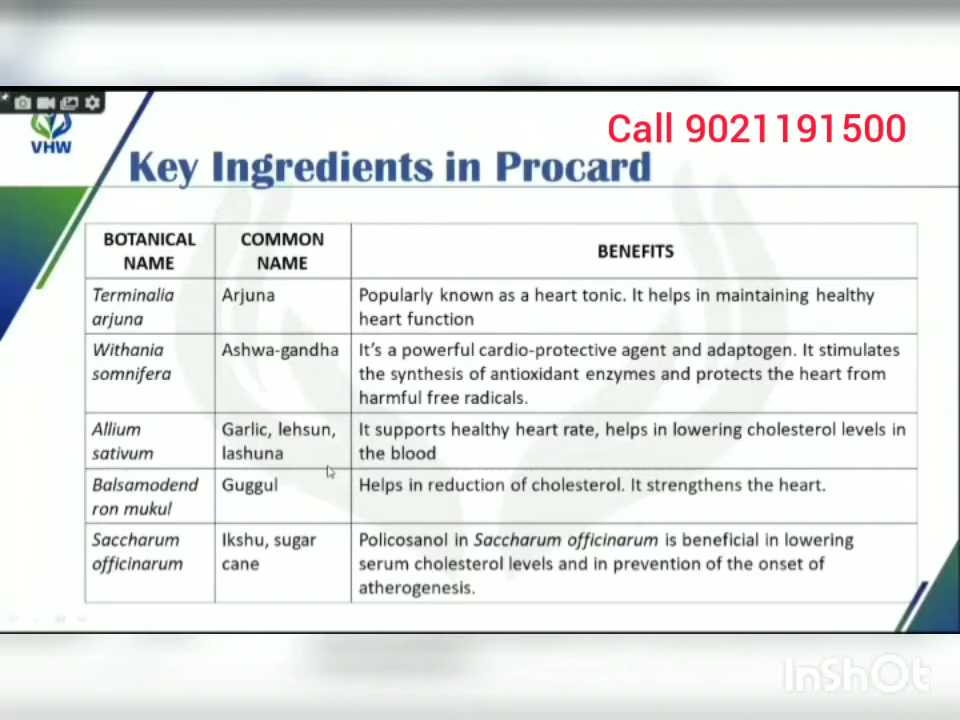 Call 9021191500
VHW
Key Ingredients in Procard
BOTANICAL NAME
COMMON NAME
BENEFITS
Terminalia arjuna
Arjuna
Popularly known as a heart tonic. It helps in maintaining healthy
heart function
Withania somnifera
Ashwa-gandha
It's a powerful cardio-protective agent and adaptogen. It stimulates
the synthesis of antioxidant enzymes and protects the heart from
harmful free radicals.
Allium sativum
Garlic, lehsun,
lashuna
It supports healthy heart rate, helps in lowering cholesterol levels in
the blood
Balsamodend
ron mukul
Guggul
Helps in reduction of cholesterol. It strengthens the heart.
Saccharum
officinarum
Ikshu, sugar
cane
Policosanol in Saccharum officinarum is beneficial in lowering
serum cholesterol levels and in prevention of the onset of
atherogenesis.
InShOt